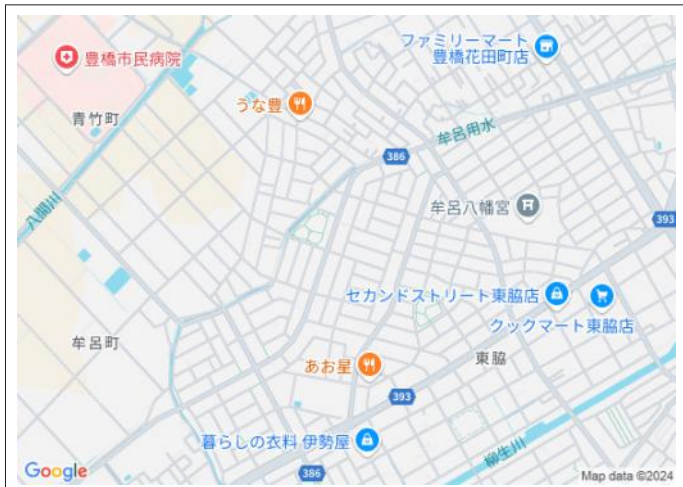 ファミリーマート
豊橋花田町店
豊橋市民病院
うな豊
青竹町
牟呂用水
386
八間川
牟呂八幡宮
393
セカンドストリート東脇店
クックマート東脇店
牟呂町
あお星
東脇
393
暮らしの衣料 伊勢屋
柳生川
386
Google
Map data ©2024